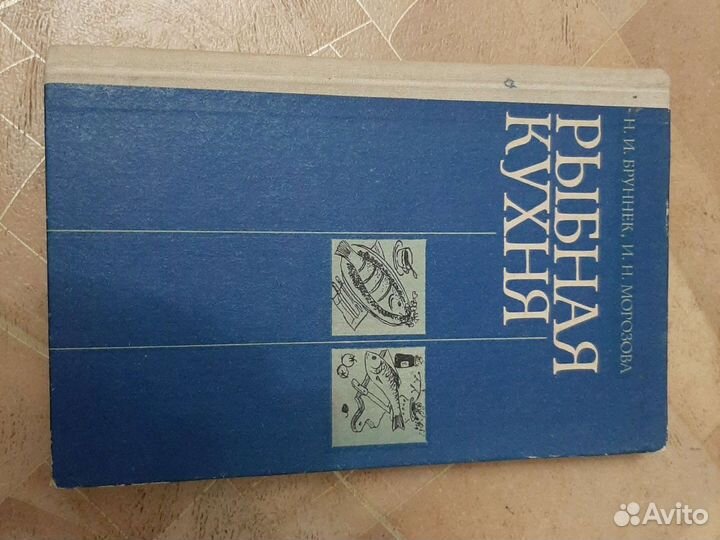 Н. И. БРУННЕК, И. Н. МОРОЗОВА
РЫБНАЯ
КУХНЯ
Avito